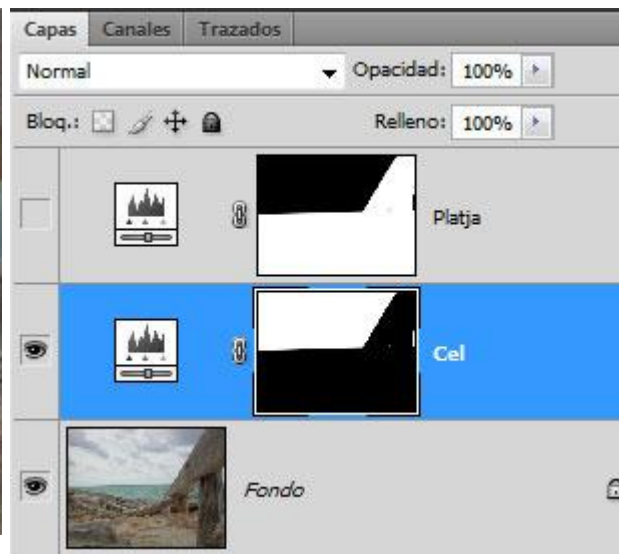 Capas Canales Trazados
Normal Opacidad: 100%
Bloq.: Relleno: 100%
Platja
Cel
Fondo